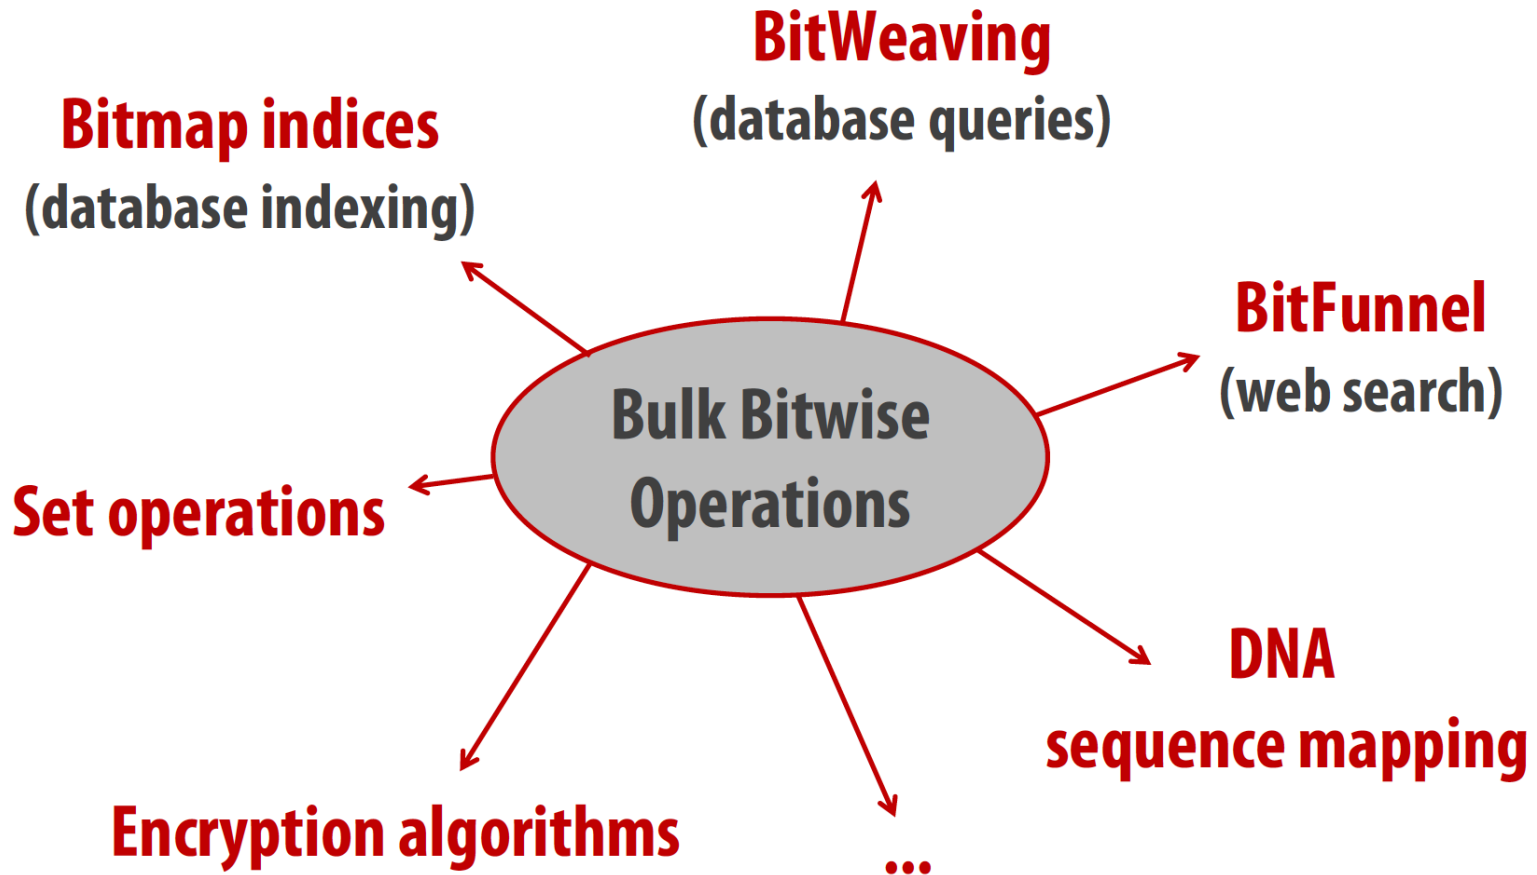 BitWeaving
(database queries)
Bitmap indices
(database indexing)
BitFunnel
(web search)
Bulk Bitwise
Operations
Set operations
DNA
sequence mapping
Encryption algorithms
...